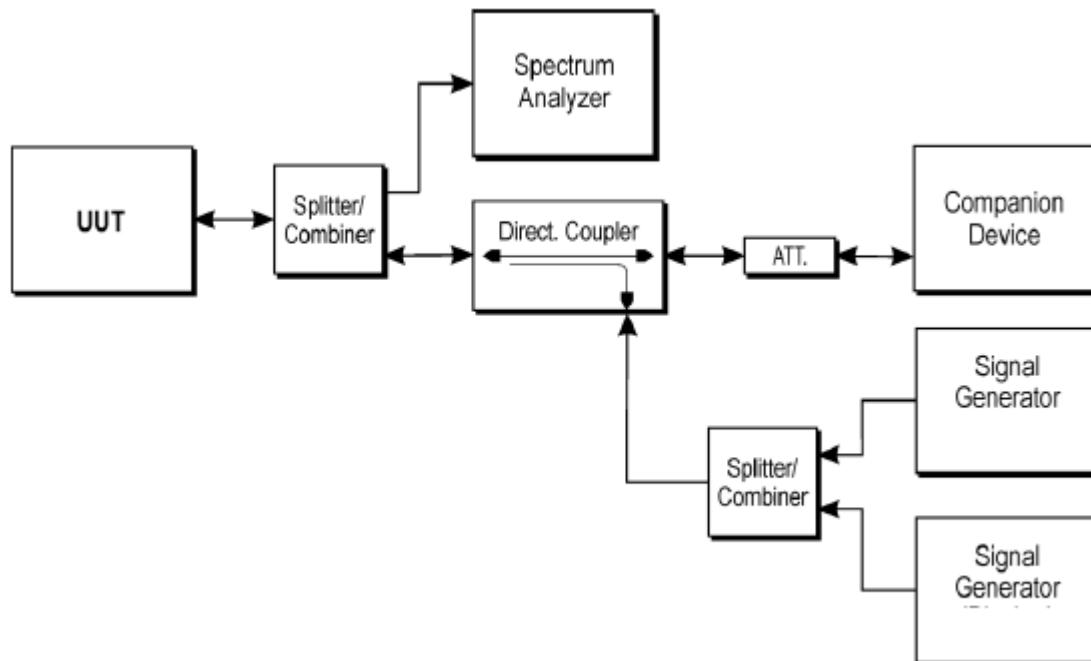 Spectrum
Analyzer
UUT
Splitter/
Combiner
Direct. Coupler
ATT.
Companion
Device
Signal
Generator
Splitter/
Combiner
Signal
Generator